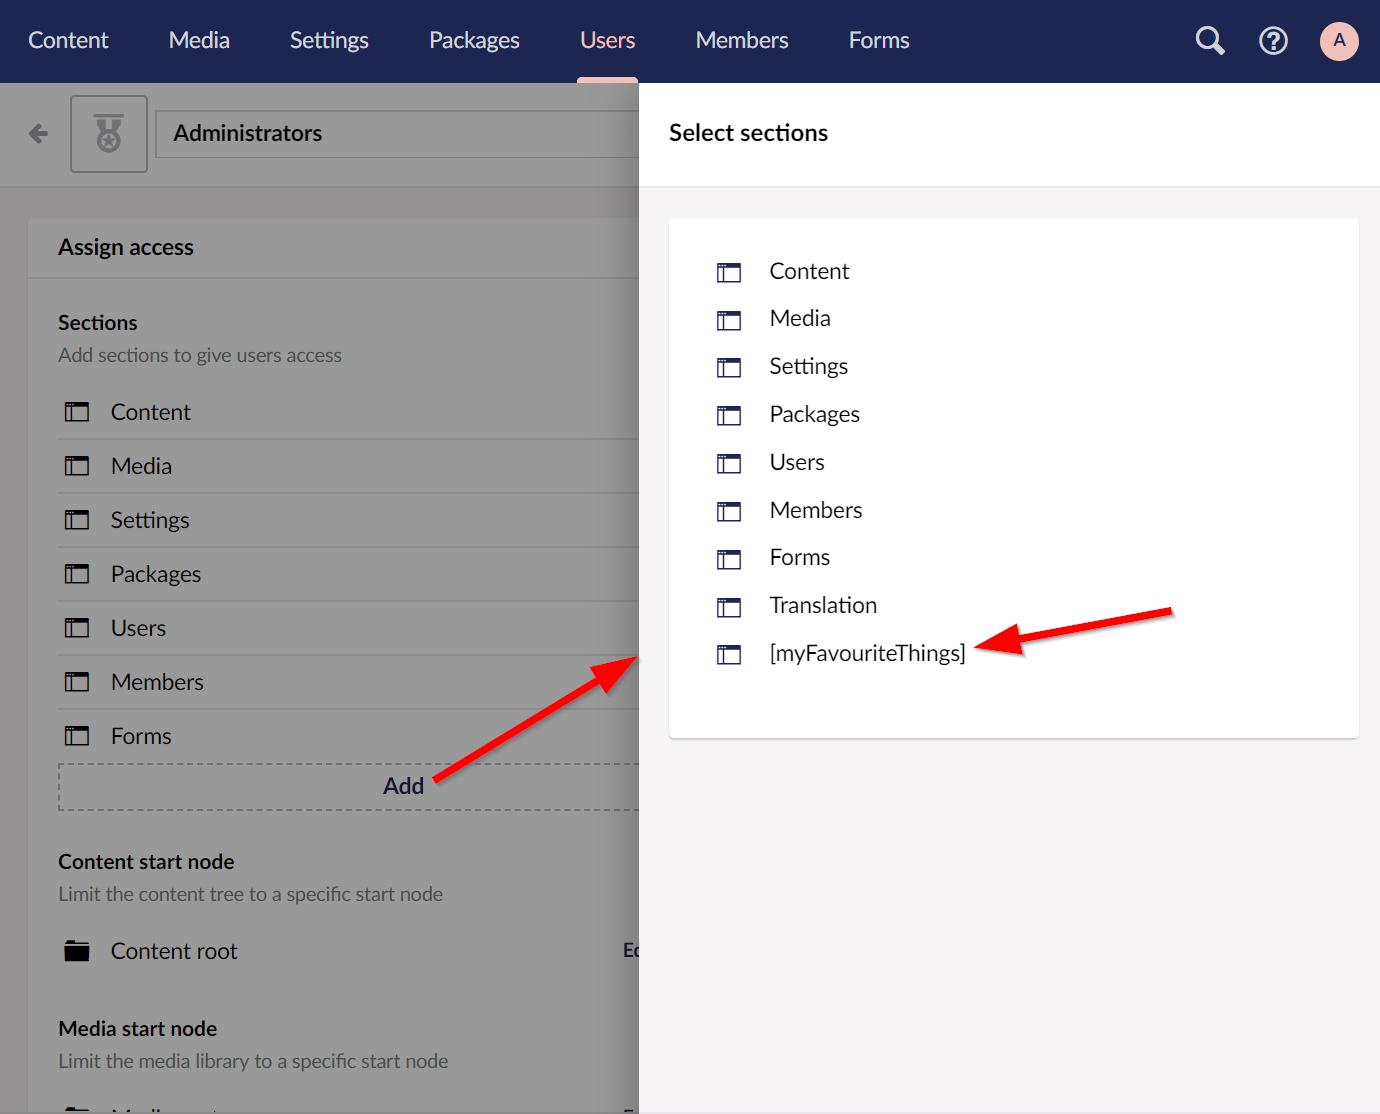 Content Media Settings Packages Users Members Forms A
Administrators
Assign access
Sections
Add sections to give users access
Content
Media
Settings
Packages
Users
Members
Forms
Add
Content start node
Limit the content tree to a specific start node
Content root
Media start node
Limit the media library to a specific start node
Select sections
Content
Media
Settings
Packages
Users
Members
Forms
Translation
[myFavouriteThings]